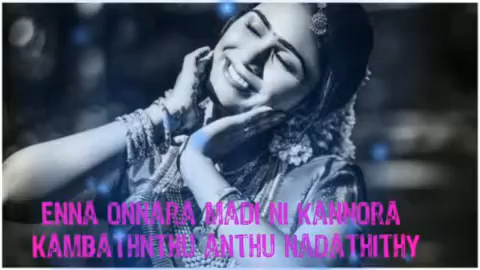 ENNA ONNARA MADI NI KANNORA
KAMBATHNTHU ANTHU NADATHITHY